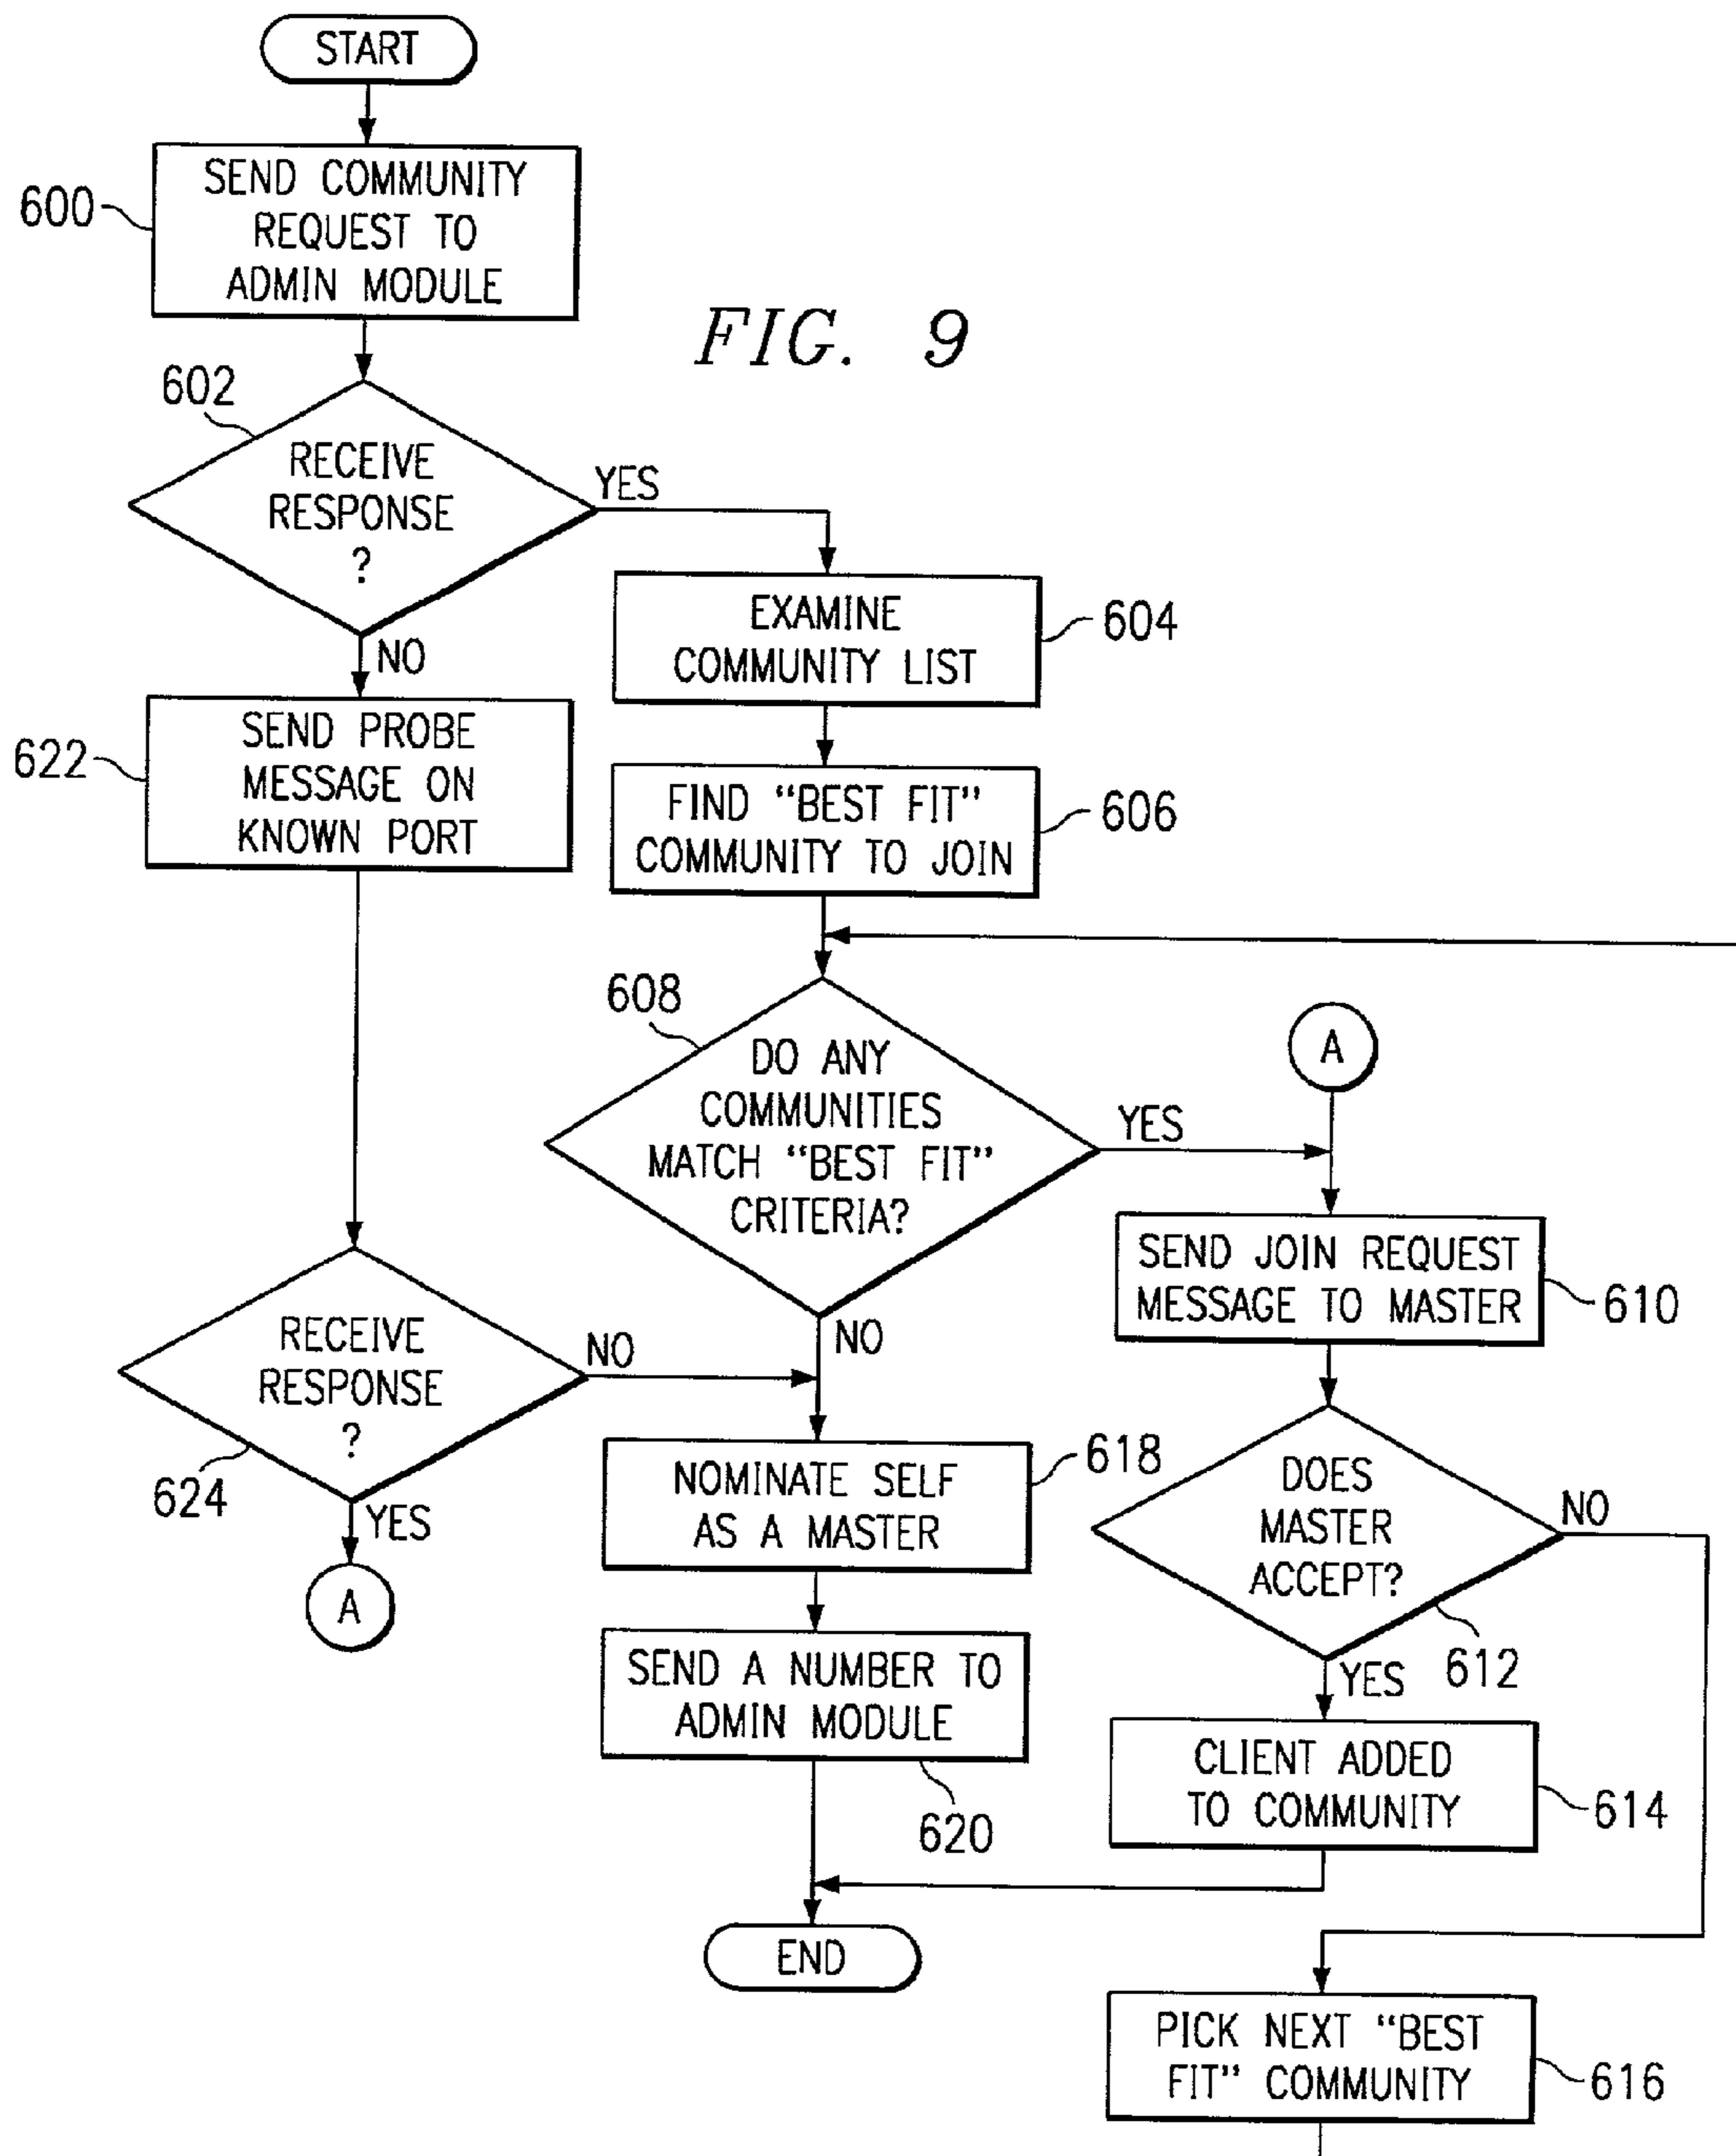 START
SEND COMMUNITY
REQUEST TO
ADMIN MODULE
600
FIG. 9
602
RECEIVE
RESPONSE
?
YES
NO
EXAMINE
COMMUNITY LIST
604
SEND PROBE
MESSAGE ON
KNOWN PORT
622
FIND “BEST FIT”
COMMUNITY TO JOIN
606
608
DO ANY
COMMUNITIES
MATCH “BEST FIT”
CRITERIA?
YES
NO
A
SEND JOIN REQUEST
MESSAGE TO MASTER
610
RECEIVE
RESPONSE
?
624
NO
YES
A
NOMINATE SELF
AS A MASTER
618
DOES
MASTER
ACCEPT?
612
NO
YES
SEND A NUMBER TO
ADMIN MODULE
620
CLIENT ADDED
TO COMMUNITY
614
END
PICK NEXT “BEST
FIT” COMMUNITY
616